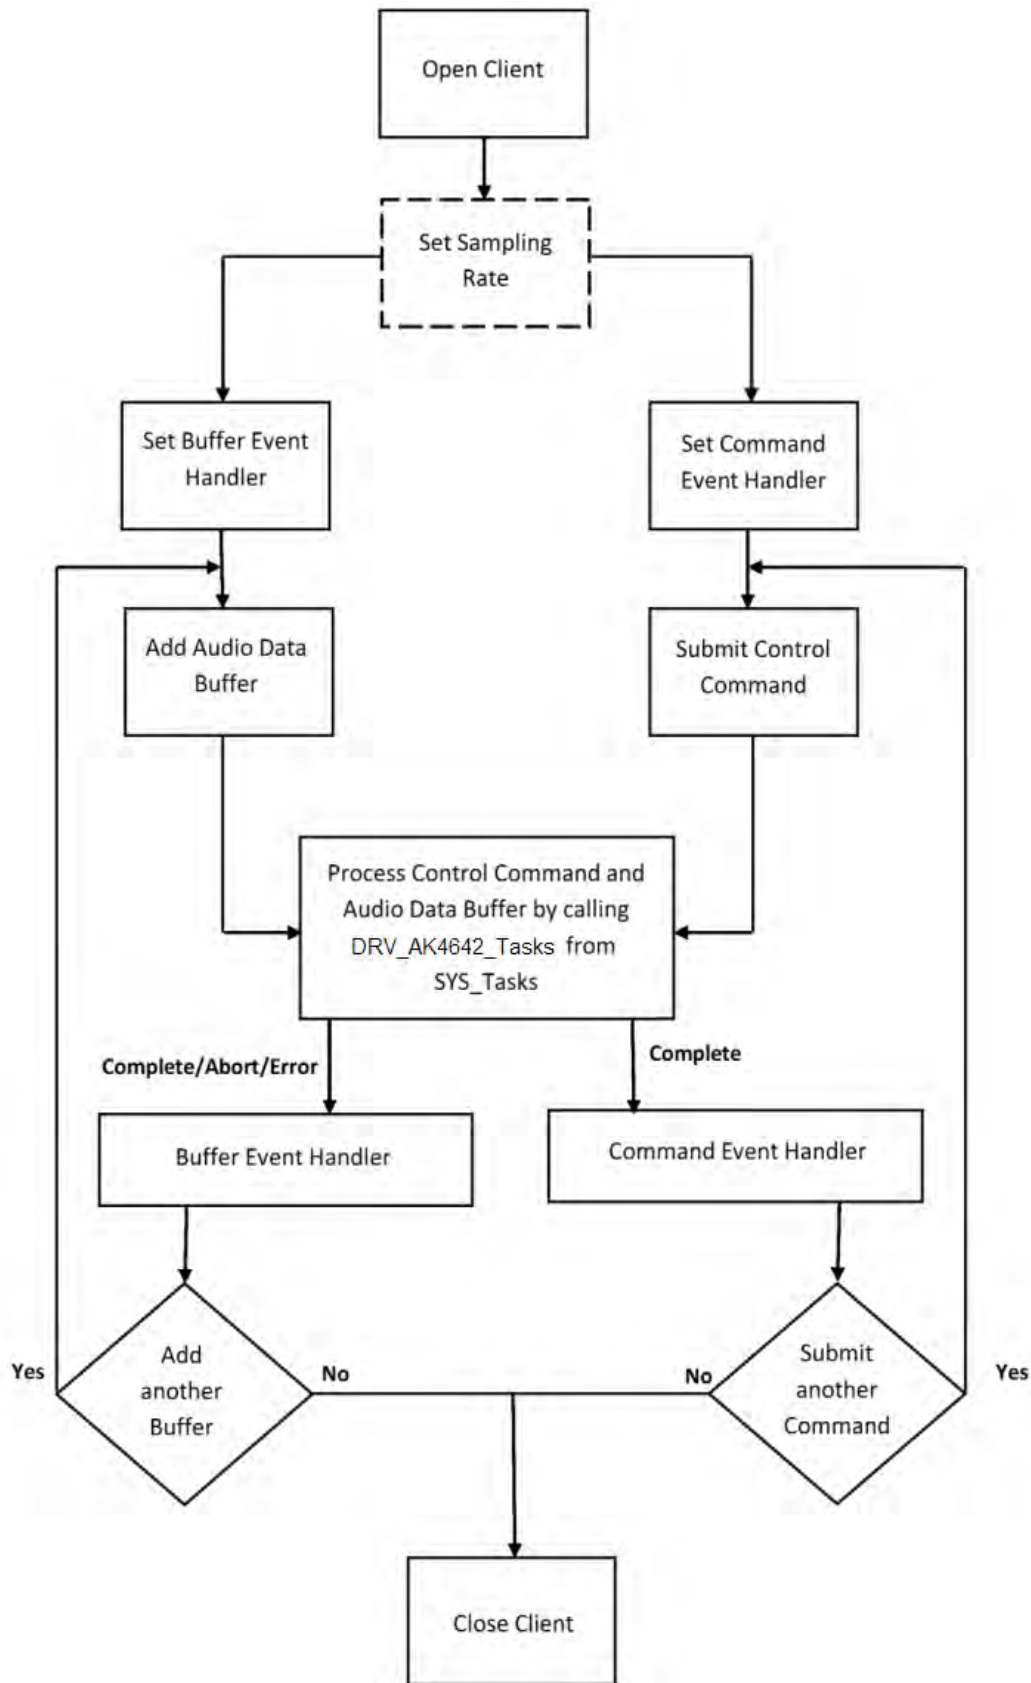 Open Client
Set Sampling
Rate
Set Buffer Event
Handler
Set Command
Event Handler
Add Audio Data
Buffer
Submit Control
Command
Process Control Command and
Audio Data Buffer by calling
DRV_AK4642_Tasks from
SYS_Tasks
Complete/Abort/Error
Complete
Buffer Event Handler
Command Event Handler
Yes
Add
another
Buffer
No
No
Submit
another
Command
Yes
Close Client